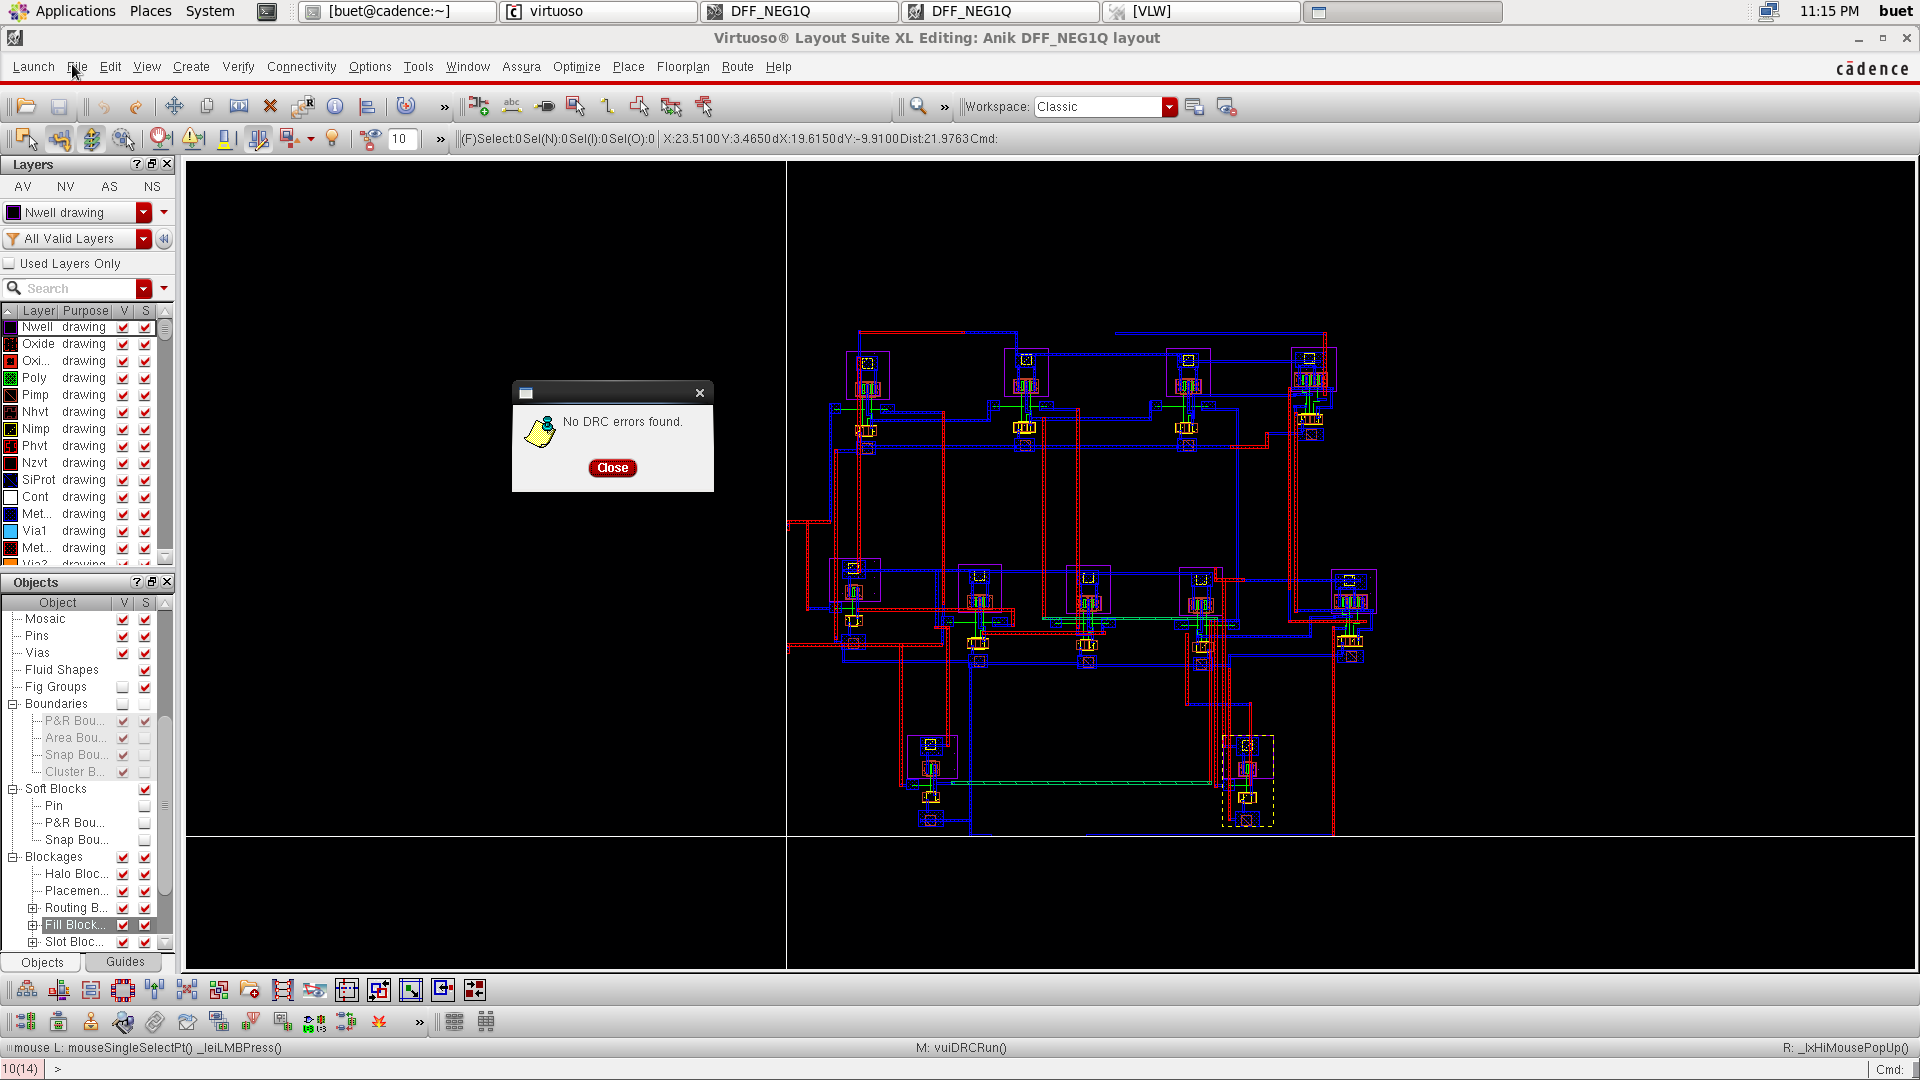 Applications Places System [buet@cadence:~] virtuoso DFF_NEG1Q DFF_NEG1Q [VLW] 11:15 PM buet
Virtuoso® Layout Suite XL Editing: Anik DFF_NEG1Q layout
Launch File Edit View Create Verify Connectivity Options Tools Window Assura Optimize Place Floorplan Route Help cādence
abc » » Workspace: Classic
10 » (F)Select:0 Sel(N):0 Sel(I):0 Sel(O):0 X:23.5100 Y:3.4650 dX:19.6150 dY:-9.9100 Dist:21.9763 Cmd:
Layers
AV NV AS NS
Nwell drawing
All Valid Layers
Used Layers Only
Search
Layer Purpose V S
Nwell drawing
Oxide drawing
Oxi... drawing
Poly drawing
Pimp drawing
Nhvt drawing
Nimp drawing
Phvt drawing
Nzvt drawing
SiProt drawing
Cont drawing
Met... drawing
Via1 drawing
Met... drawing
Via2 drawing
No DRC errors found.
Close
Objects
Object V S
Mosaic
Pins
Vias
Fluid Shapes
Fig Groups
Boundaries
P&R Bou...
Area Bou...
Snap Bou...
Cluster B...
Soft Blocks
Pin
P&R Bou...
Snap Bou...
Blockages
Halo Bloc...
Placemen...
Routing B...
Fill Block...
Slot Bloc...
Objects Guides
»
mouse L: mouseSingleSelectPt() _leiLMBPress() M: vuiDRCRun() R: _lxHiMousePopUp()
10(14) > Cmd: